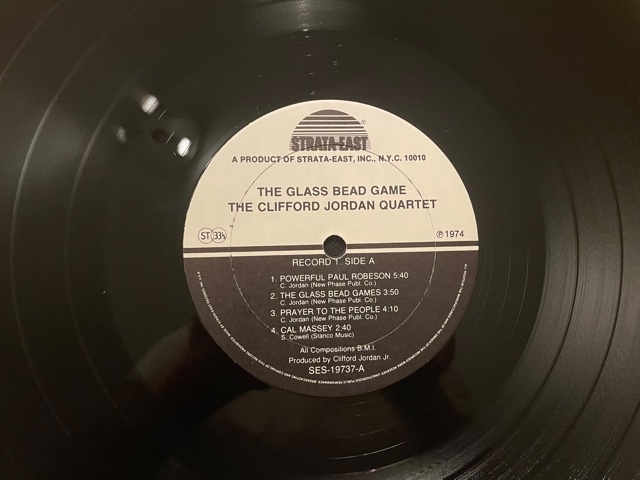 STRATA-EAST
®
A PRODUCT OF STRATA-EAST, INC., N.Y.C. 10010
THE GLASS BEAD GAME
THE CLIFFORD JORDAN QUARTET
ST 33⅓
℗ 1974
RECORD 1. SIDE A
1. POWERFUL PAUL ROBESON 5:40
C. Jordan (New Phase Publ. Co.)
2. THE GLASS BEAD GAMES 3:50
C. Jordan (New Phase Publ. Co.)
3. PRAYER TO THE PEOPLE 4:10
C. Jordan (New Phase Publ. Co.)
4. CAL MASSEY 2:40
S. Cowell (Stanco Music)
All Compositions B.M.I.
Produced by Clifford Jordan Jr.
SES-19737-A